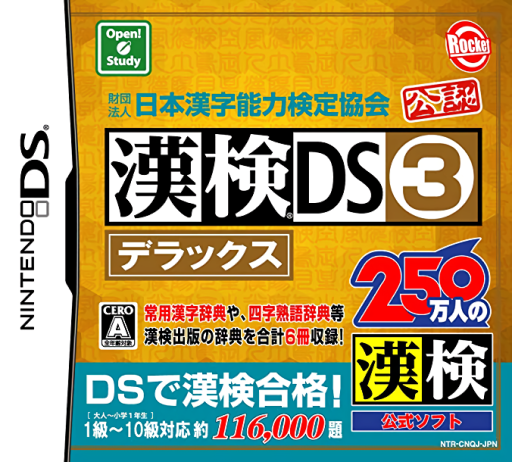 NINTENDO DS®
Open!
Study
Rocket
財団法人 日本漢字能力検定協会 公認
漢検®DS3
デラックス
250万人の
漢検
公式ソフト
CERO
A
全年齢対象
常用漢字辞典や、四字熟語辞典等
漢検出版の辞典を合計6冊収録!
DSで漢検合格!
[大人〜小学1年生]
1級〜10級対応 約116,000題
NTR-CNQJ-JPN